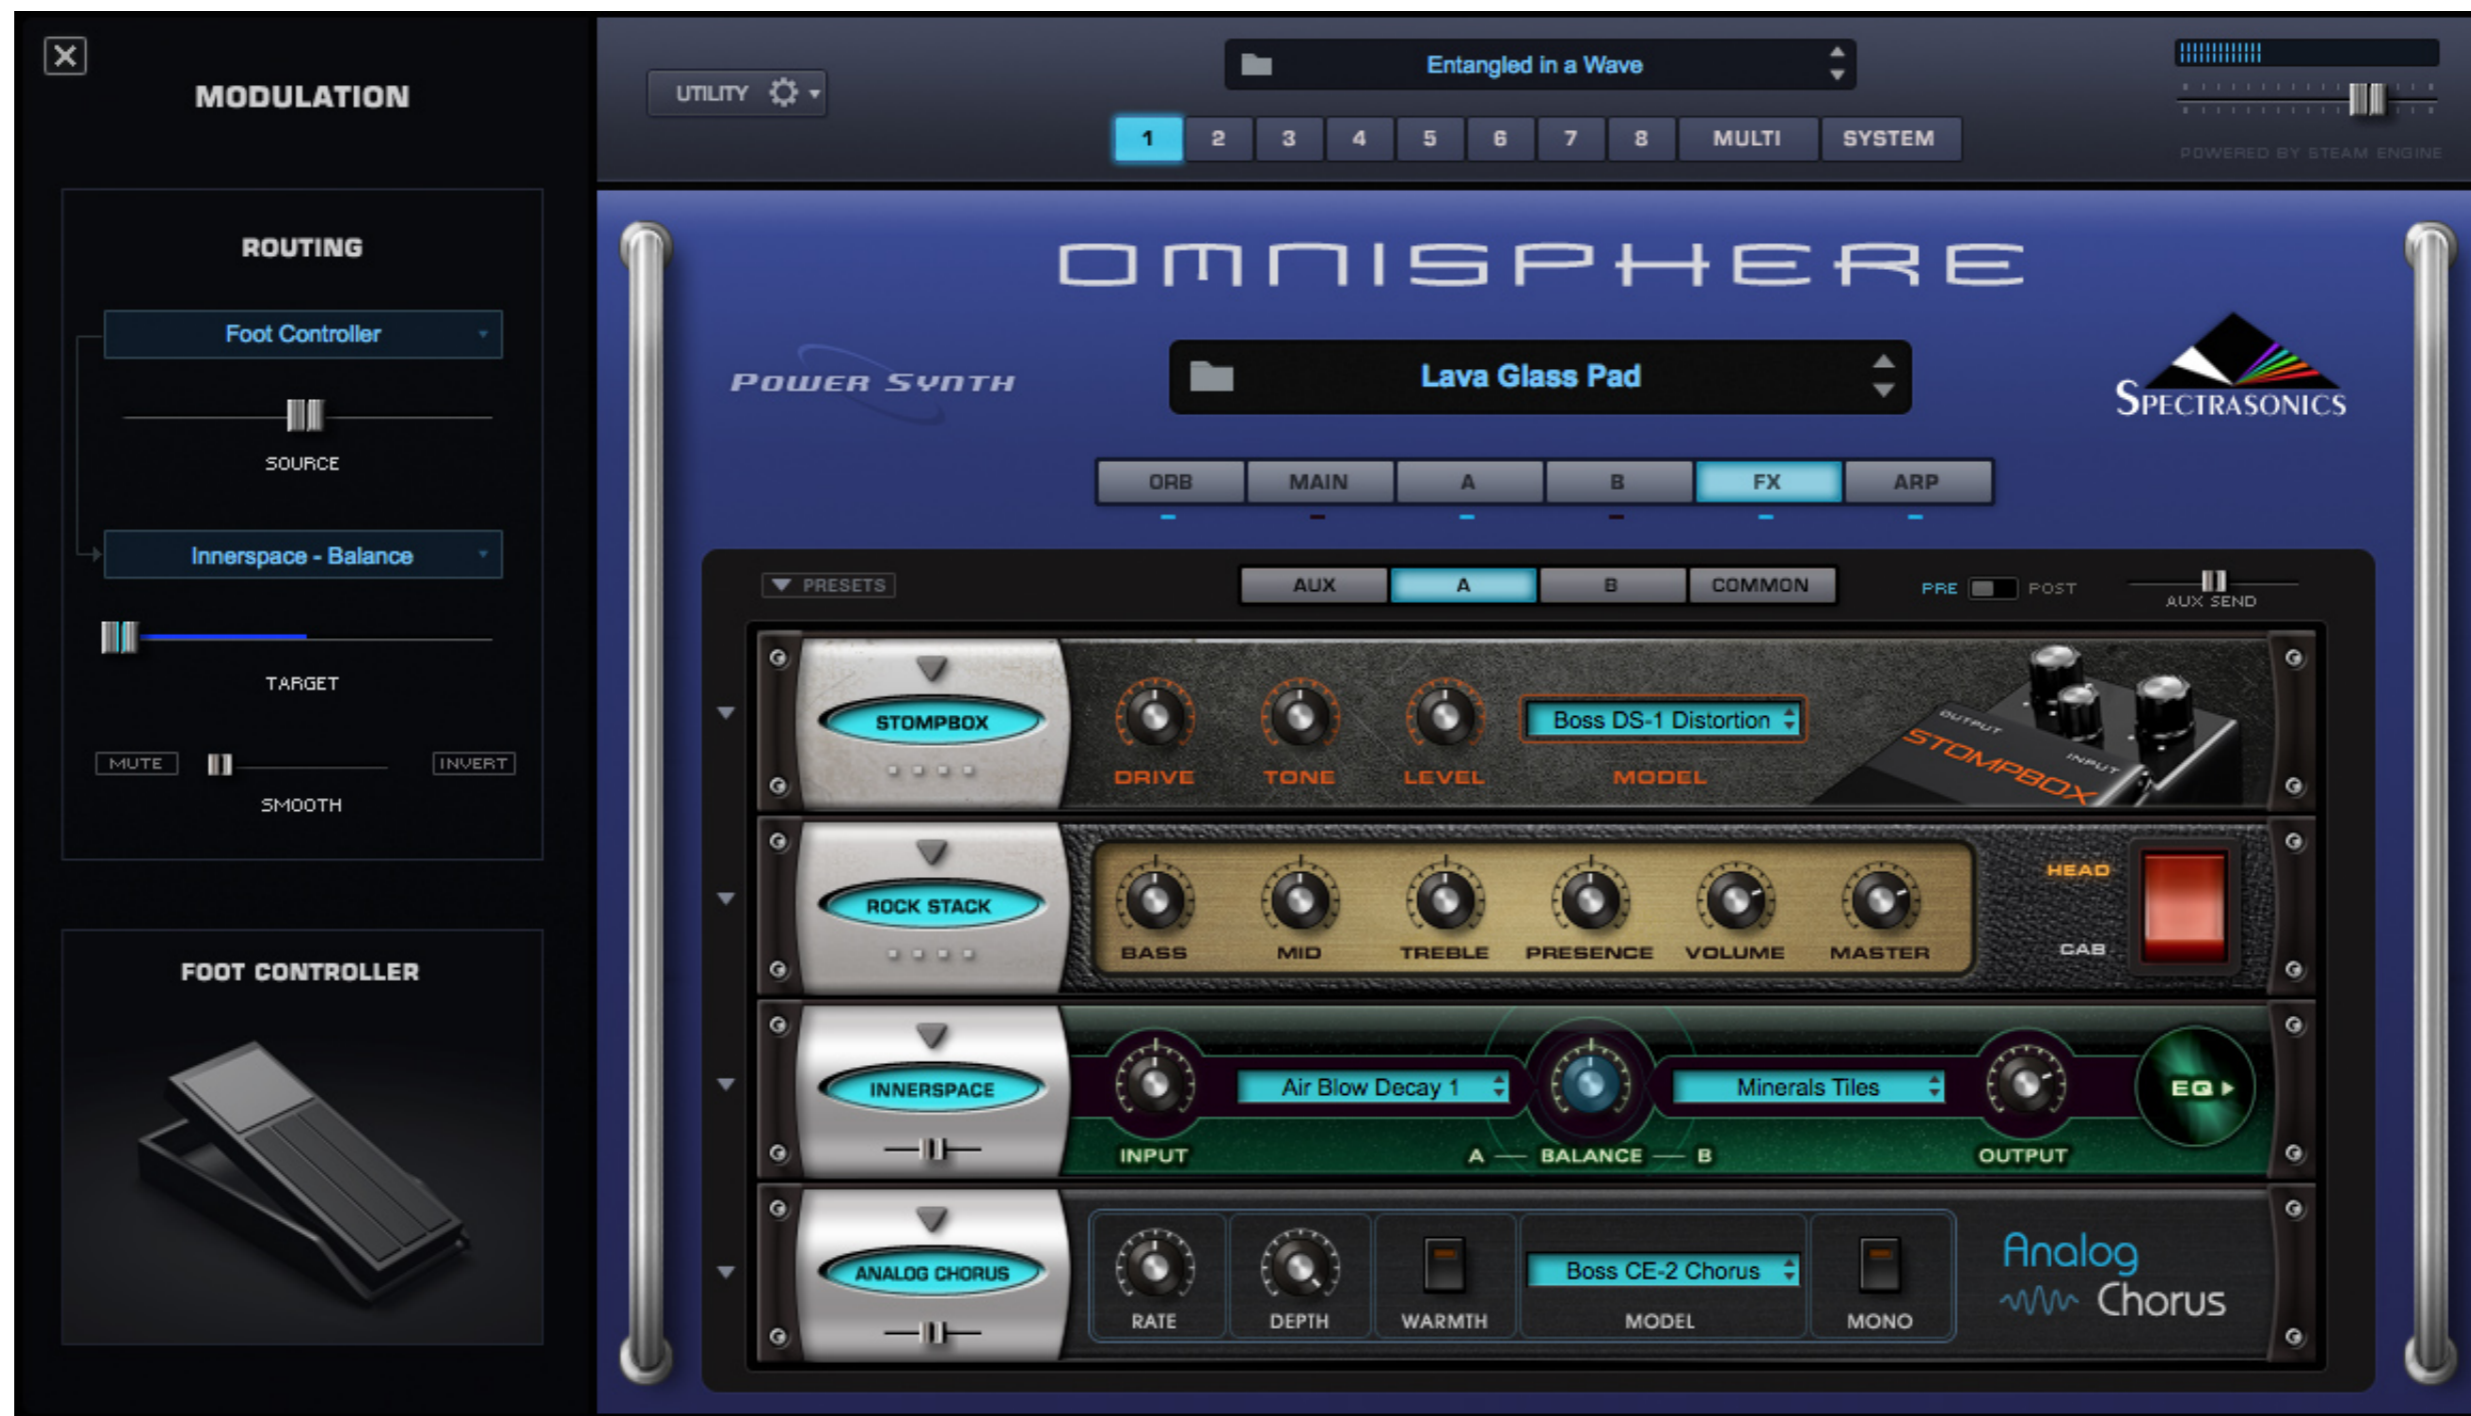 MODULATION
ROUTING
Foot Controller
SOURCE
Innerspace - Balance
TARGET
MUTE
INVERT
SMOOTH
FOOT CONTROLLER
UTILITY
Entangled in a Wave
1 2 3 4 5 6 7 8 MULTI SYSTEM
POWERED BY STEAM ENGINE
OMNISPHERE
POWER SYNTH
Lava Glass Pad
SPECTRASONICS
ORB MAIN A B FX ARP
PRESETS
AUX A B COMMON
PRE POST
AUX SEND
STOMPBOX
DRIVE TONE LEVEL
Boss DS-1 Distortion
MODEL
OUTPUT
INPUT
STOMPBOX
ROCK STACK
BASS MID TREBLE PRESENCE VOLUME MASTER
HEAD
CAB
INNERSPACE
INPUT
Air Blow Decay 1
A — BALANCE — B
Minerals Tiles
OUTPUT
EQ
ANALOG CHORUS
RATE DEPTH WARMTH
Boss CE-2 Chorus
MODEL
MONO
Analog
Chorus